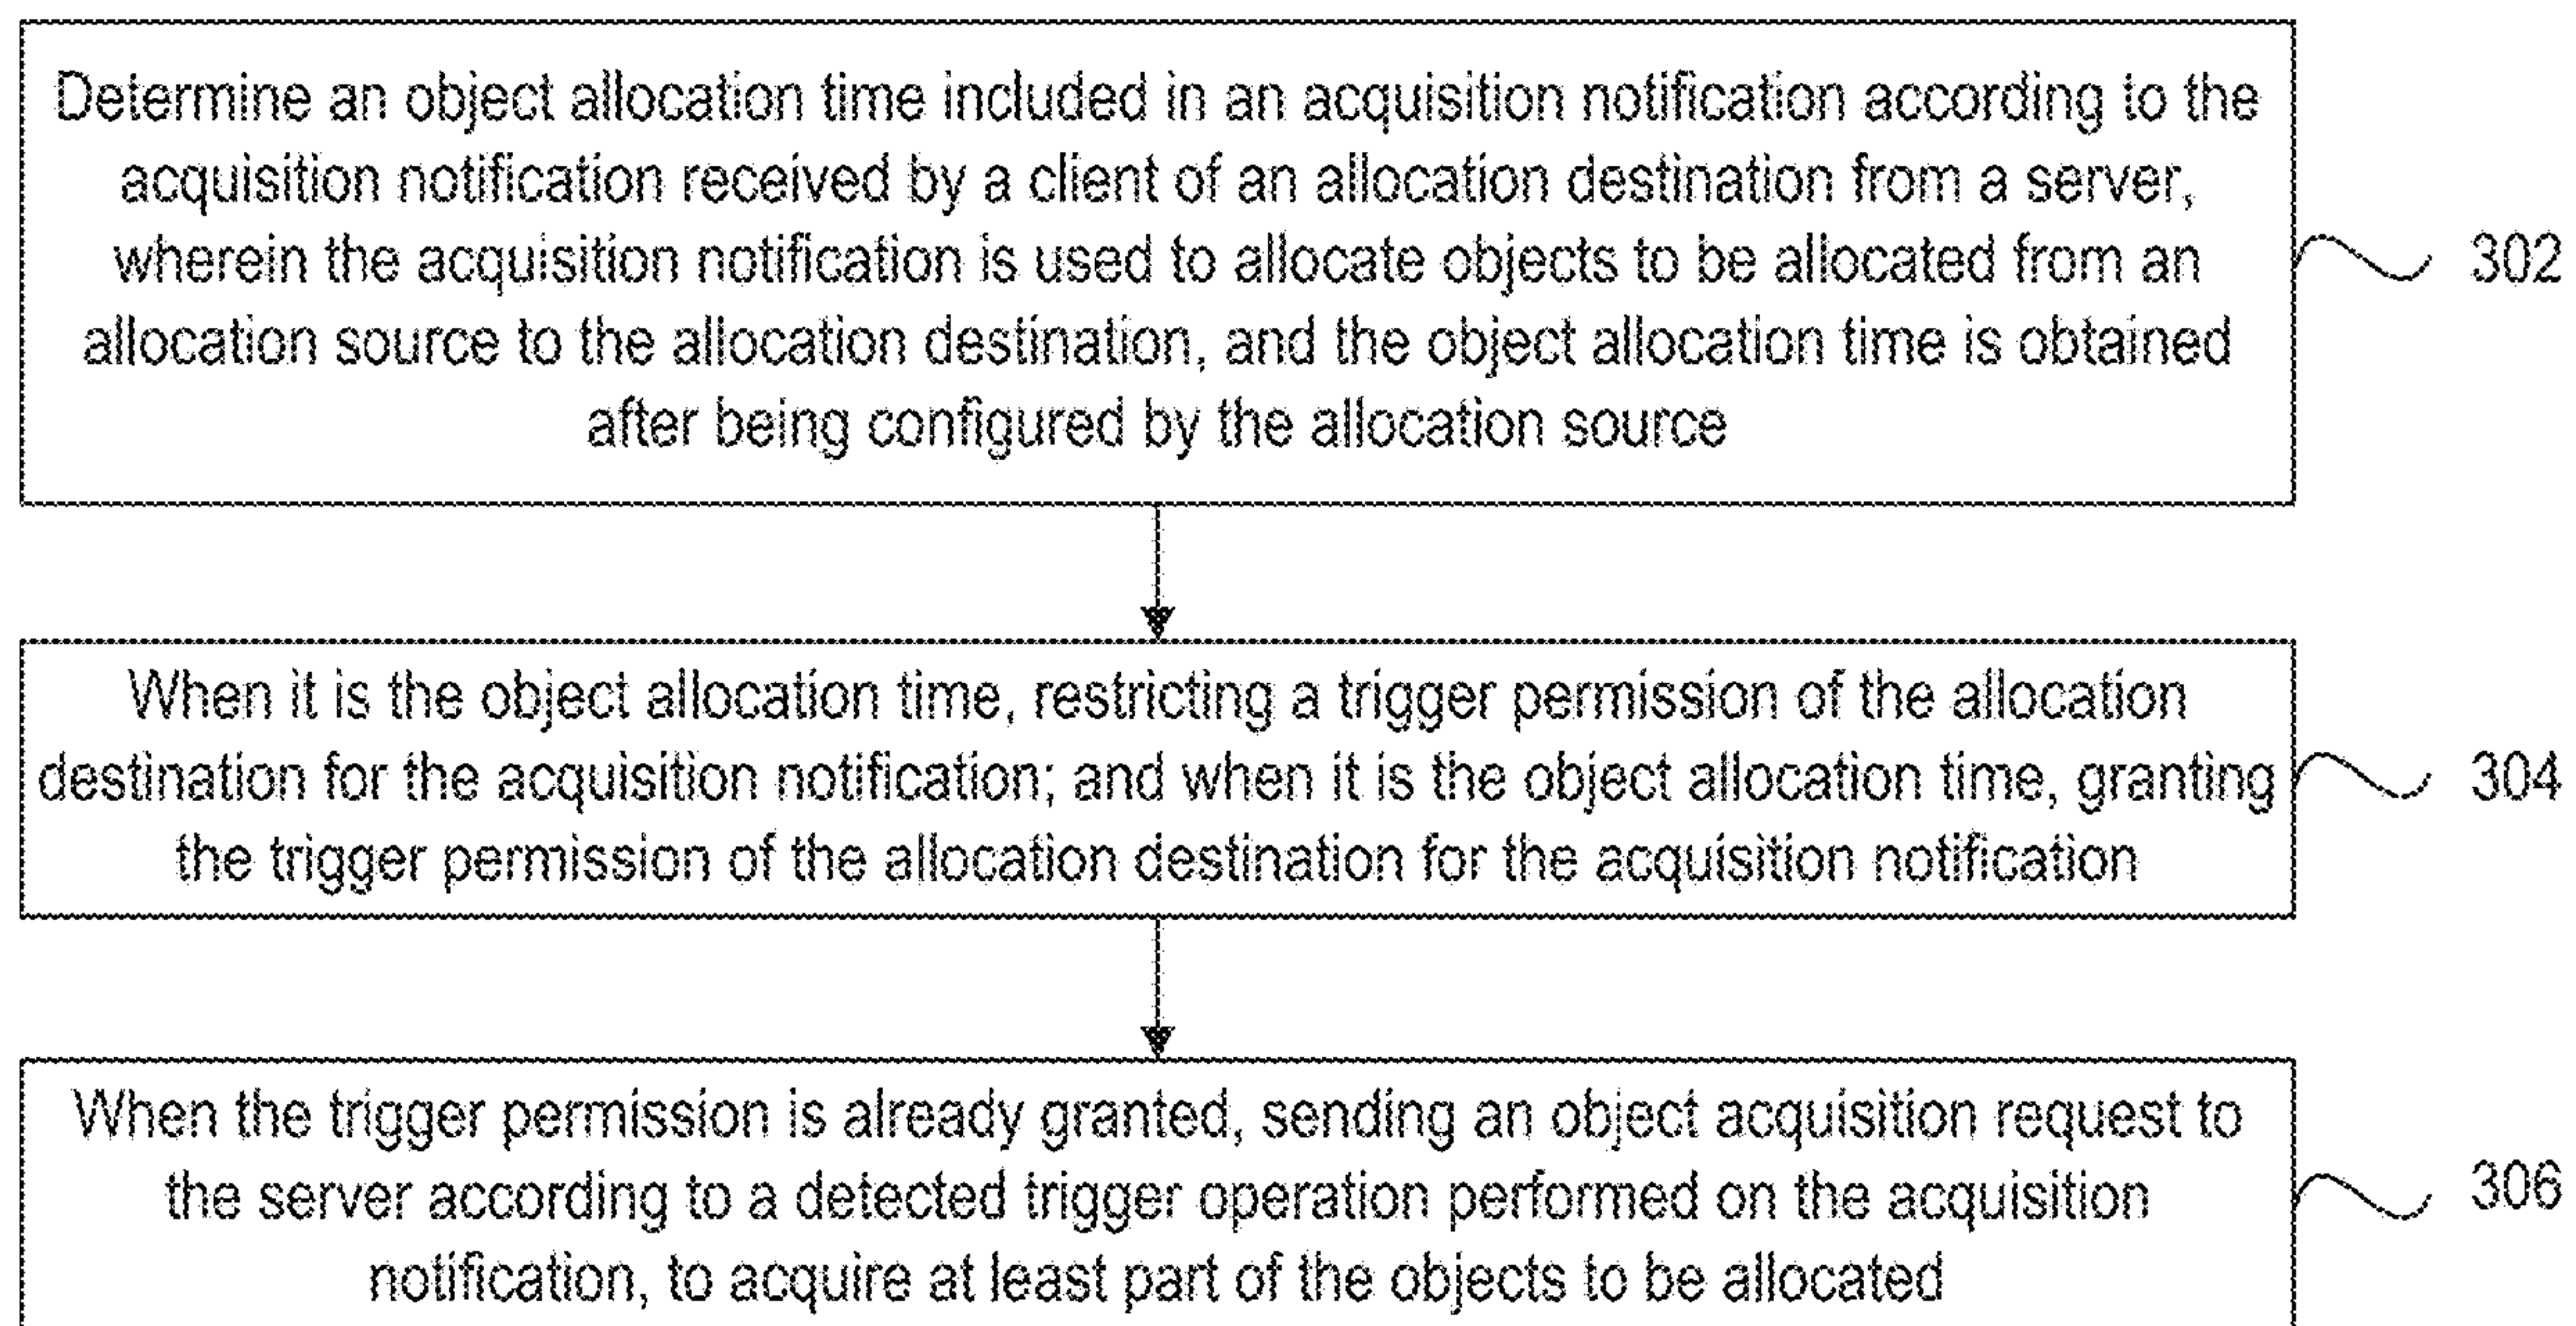 Determine an object allocation time included in an acquisition notification according to the
acquisition notification received by a client of an allocation destination from a server,
wherein the acquisition notification is used to allocate objects to be allocated from an
allocation source to the allocation destination, and the object allocation time is obtained
after being configured by the allocation source
302
When it is the object allocation time, restricting a trigger permission of the allocation
destination for the acquisition notification; and when it is the object allocation time, granting
the trigger permission of the allocation destination for the acquisition notification
304
When the trigger permission is already granted, sending an object acquisition request to
the server according to a detected trigger operation performed on the acquisition
notification, to acquire at least part of the objects to be allocated
306